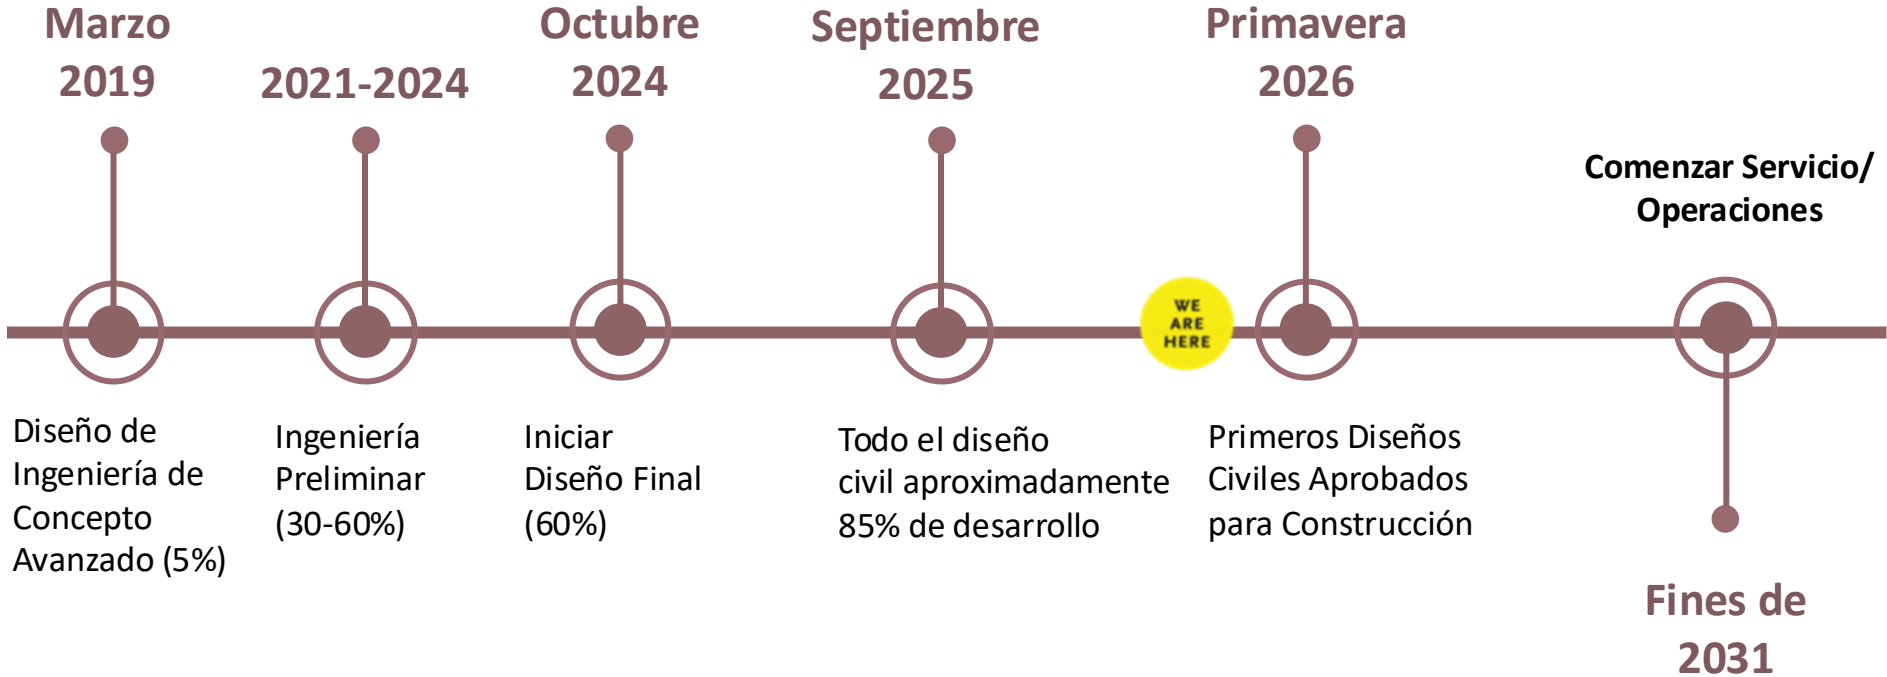 Marzo
2019
Diseño de
Ingeniería de
Concepto
Avanzado (5%)
2021-2024
Ingeniería
Preliminar
(30-60%)
Octubre
2024
Iniciar
Diseño Final
(60%)
Septiembre
2025
Todo el diseño
civil aproximadamente
85% de desarrollo
WE
ARE
HERE
Primavera
2026
Primeros Diseños
Civiles Aprobados
para Construcción
Comenzar Servicio/
Operaciones
Fines de
2031